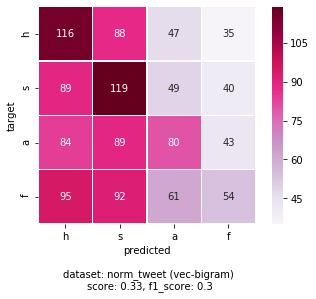 h 116 88 47 35
s 89 119 49 40
a 84 89 80 43
f 95 92 61 54
target
h s a f
predicted
105
90
75
60
45
dataset: norm_tweet (vec-bigram)
score: 0.33, f1_score: 0.3